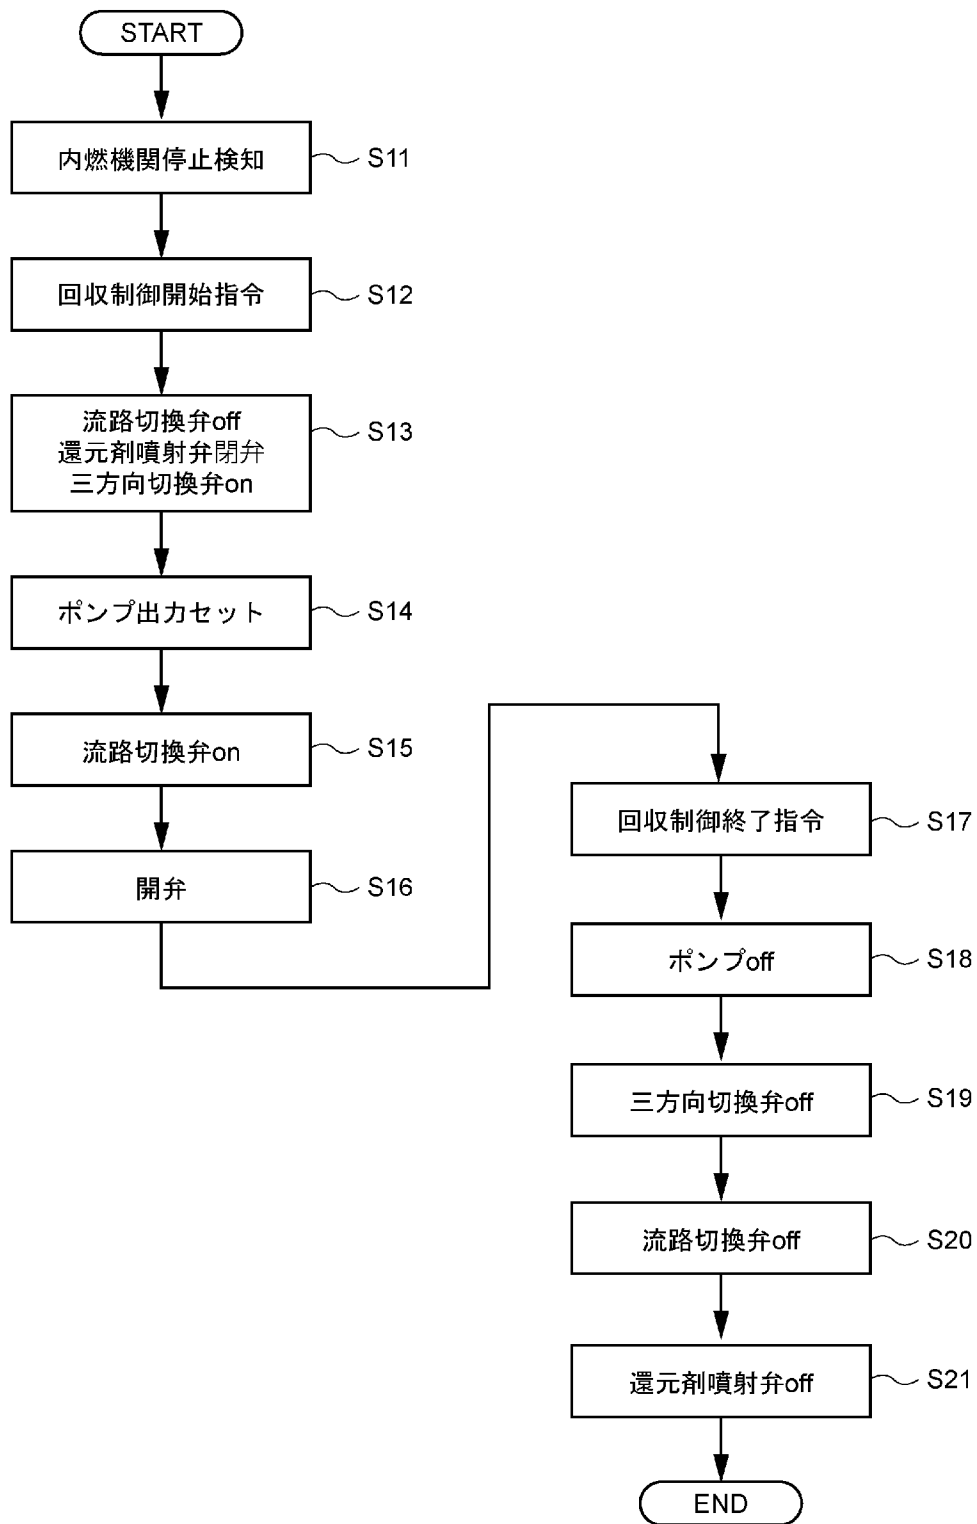 START
内燃機関停止検知
S11
回収制御開始指令
S12
流路切換弁off
還元剤噴射弁閉弁
三方向切換弁on
S13
ポンプ出力セット
S14
流路切換弁on
S15
開弁
S16
回収制御終了指令
S17
ポンプoff
S18
三方向切換弁off
S19
流路切換弁off
S20
還元剤噴射弁off
S21
END